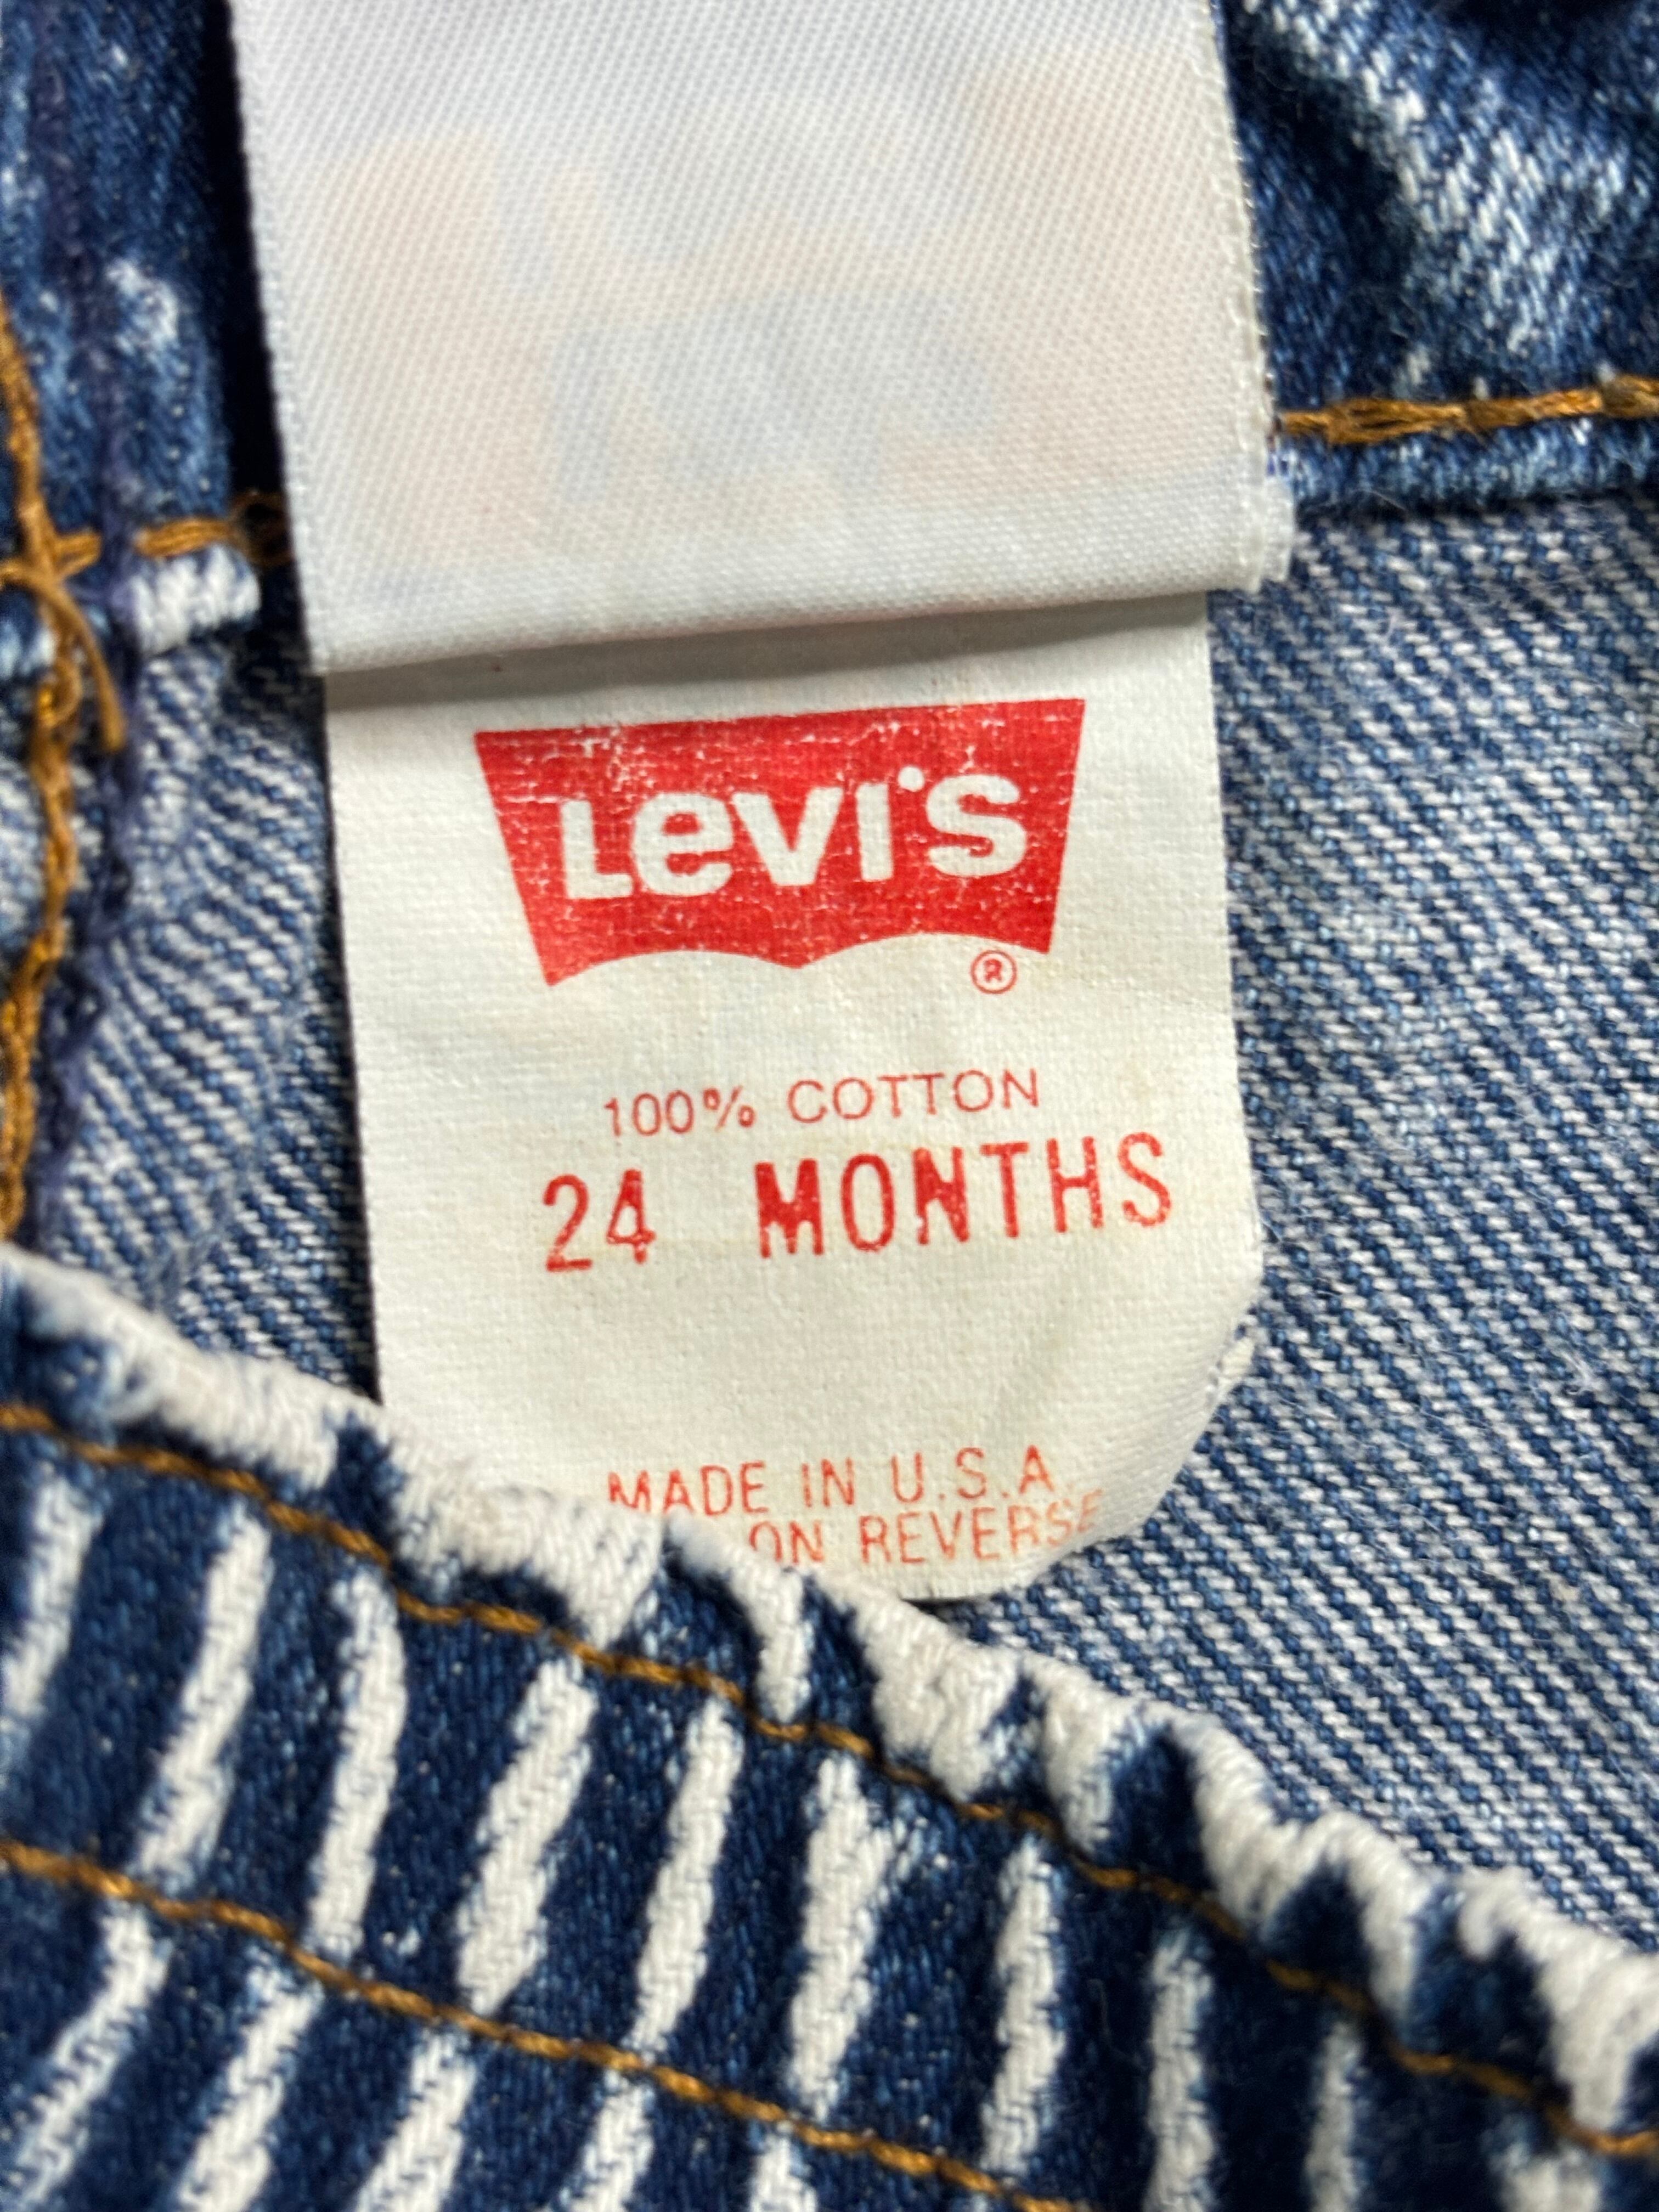 Levi's
®
100% COTTON
24 MONTHS
MADE IN U.S.A.
ON REVERSE